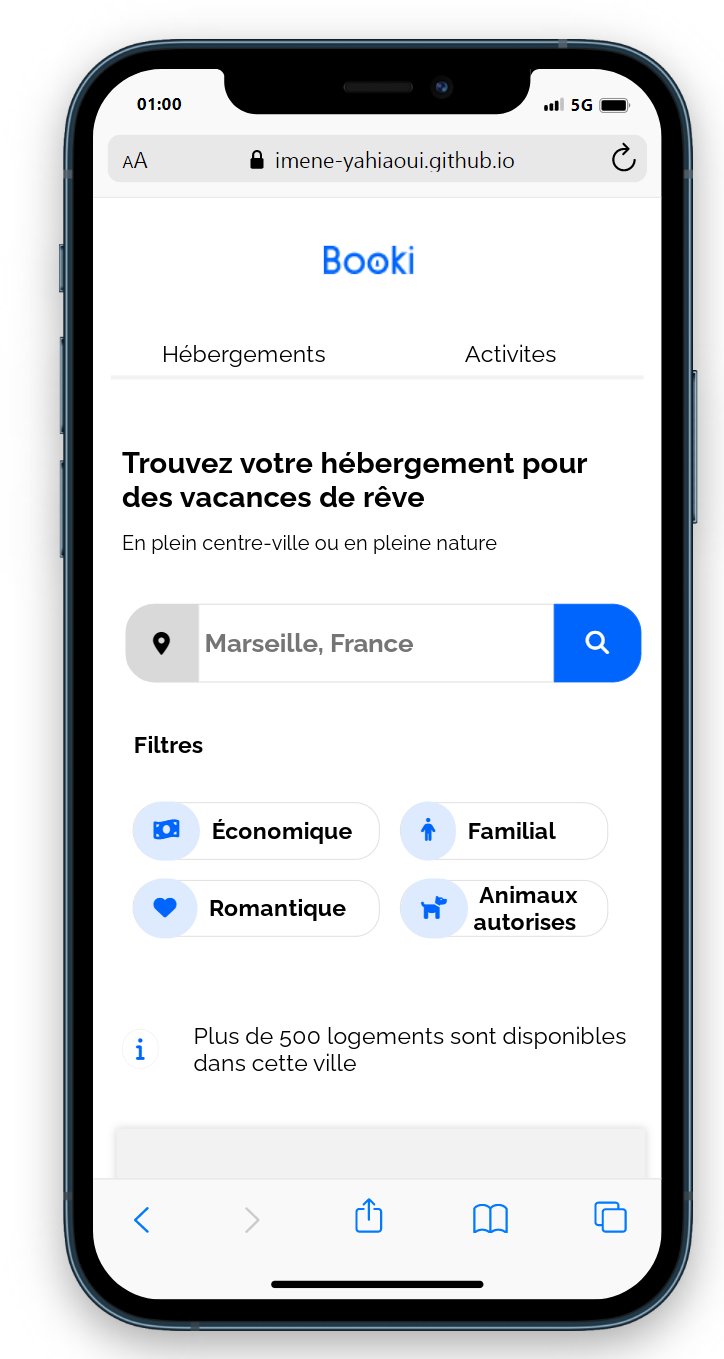 01:00
5G
AA
imene-yahiaoui.github.io
Booki
Hébergements
Activites
Trouvez votre hébergement pour
des vacances de rêve
En plein centre-ville ou en pleine nature
Marseille, France
Filtres
Économique
Familial
Romantique
Animaux
autorises
Plus de 500 logements sont disponibles
dans cette ville